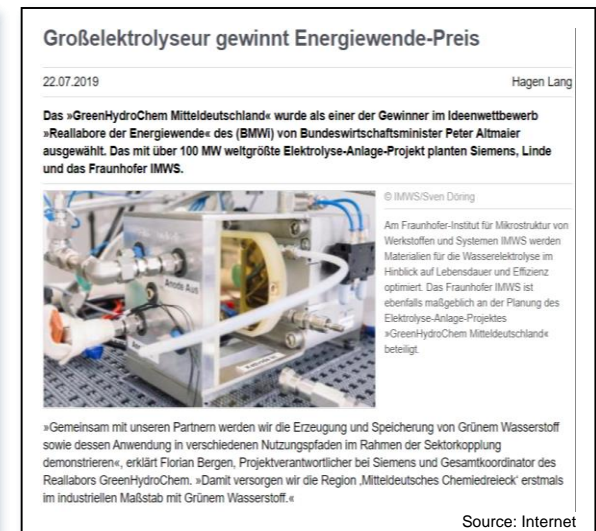 Großelektrolyseur gewinnt Energiewende-Preis
22.07.2019
Hagen Lang
Das »GreenHydroChem Mitteldeutschland« wurde als einer der Gewinner im Ideenwettbewerb
»Reallabore der Energiewende« des (BMWi) von Bundeswirtschaftsminister Peter Altmaier
ausgewählt. Das mit über 100 MW weltgrößte Elektrolyse-Anlage-Projekt planten Siemens, Linde
und das Fraunhofer IMWS.
Anode Aus
© IMWS/Sven Döring
Am Fraunhofer-Institut für Mikrostruktur von
Werkstoffen und Systemen IMWS werden
Materialien für die Wasserelektrolyse im
Hinblick auf Lebensdauer und Effizienz
optimiert. Das Fraunhofer IMWS ist
ebenfalls maßgeblich an der Planung des
Elektrolyse-Anlage-Projektes
»GreenHydroChem Mitteldeutschland«
beteiligt.
»Gemeinsam mit unseren Partnern werden wir die Erzeugung und Speicherung von Grünem Wasserstoff
sowie dessen Anwendung in verschiedenen Nutzungspfaden im Rahmen der Sektorkopplung
demonstrieren«, erklärt Florian Bergen, Projektverantwortlicher bei Siemens und Gesamtkoordinator des
Reallabors GreenHydroChem. »Damit versorgen wir die Region ‚Mitteldeutsches Chemiedreieck' erstmals
im industriellen Maßstab mit Grünem Wasserstoff.«
Source: Internet